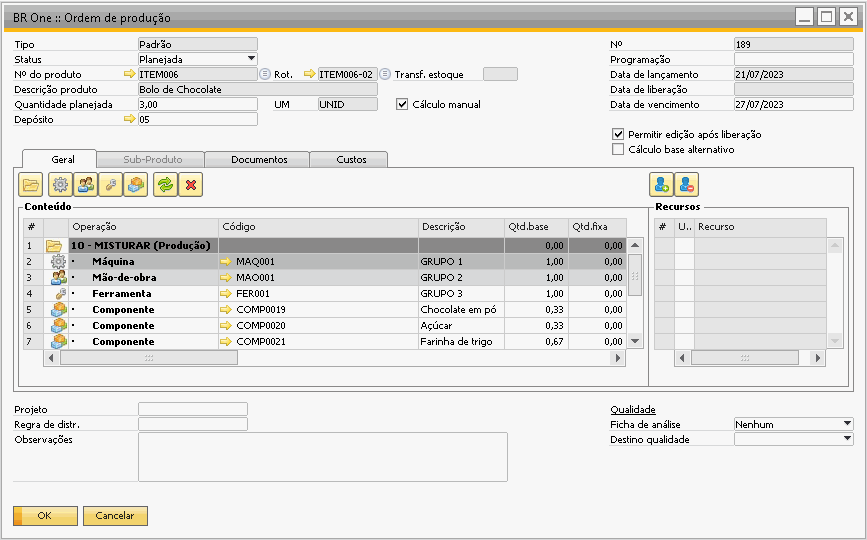 BR One :: Ordem de produção
Tipo Padrão Nº 189
Status Planejada Programação
Nº do produto ITEM006 Rot. ITEM006-02 Transf. estoque Data de lançamento 21/07/2023
Descrição produto Bolo de Chocolate Data de liberação
Quantidade planejada 3,00 UM UNID Cálculo manual Data de vencimento 27/07/2023
Depósito 05
Permitir edição após liberação
Cálculo base alternativo
Geral Sub-Produto Documentos Custos
Conteúdo Recursos
# Operação Código Descrição Qtd.base Qtd.fixa # U.. Recurso
1 10 - MISTURAR (Produção) 0,00 0,00
2 · Máquina MAQ001 GRUPO 1 1,00 0,00
3 · Mão-de-obra MAO001 GRUPO 2 1,00 0,00
4 · Ferramenta FER001 GRUPO 3 1,00 0,00
5 · Componente COMP0019 Chocolate em pó 0,33 0,00
6 · Componente COMP0020 Açúcar 0,33 0,00
7 · Componente COMP0021 Farinha de trigo 0,67 0,00
Projeto Qualidade
Regra de distr. Ficha de análise Nenhum
Observações Destino qualidade
OK Cancelar